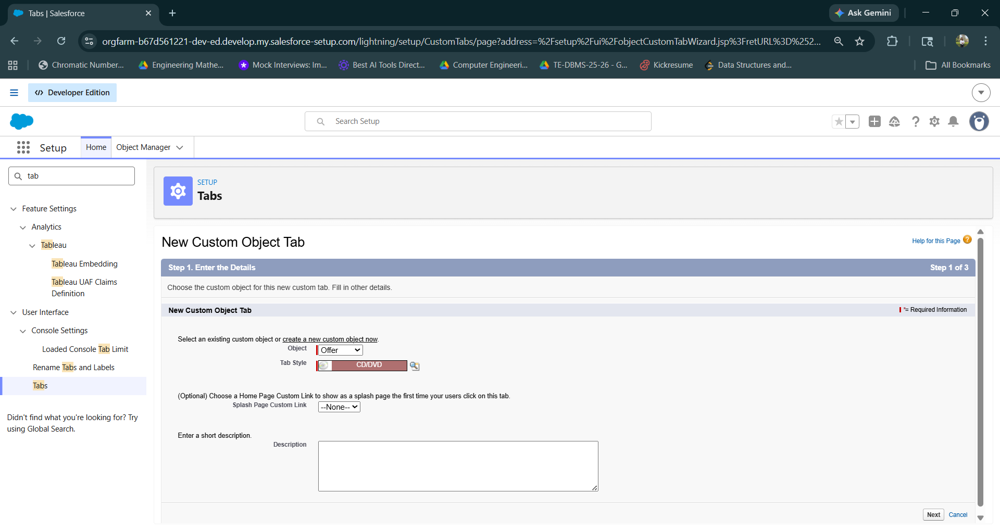 Tabs | Salesforce
Ask Gemini
orgfarm-b67d561221-dev-ed.develop.my.salesforce-setup.com/lightning/setup/CustomTabs/page?address=%2Fsetup%2Fui%2FobjectCustomTabWizard.jsp%3FretURL%3D%252...
Chromatic Number...
Engineering Mathe...
Mock Interviews: Im...
Best AI Tools Direct...
Computer Engineeri...
TE-DBMS-25-26 - G...
Kickresume
Data Structures and...
All Bookmarks
Developer Edition
Search Setup
Setup
Home
Object Manager
tab
Feature Settings
Analytics
Tableau
Tableau Embedding
Tableau UAF Claims
Definition
User Interface
Console Settings
Loaded Console Tab Limit
Rename Tabs and Labels
Tabs
Didn't find what you're looking for? Try
using Global Search.
SETUP
Tabs
New Custom Object Tab
Help for this Page
Step 1. Enter the Details
Step 1 of 3
Choose the custom object for this new custom tab. Fill in other details.
New Custom Object Tab
*= Required Information
Select an existing custom object or create a new custom object now.
Object
Offer
Tab Style
CD/DVD
(Optional) Choose a Home Page Custom Link to show as a splash page the first time your users click on this tab.
Splash Page Custom Link
--None--
Enter a short description.
Description
Next
Cancel